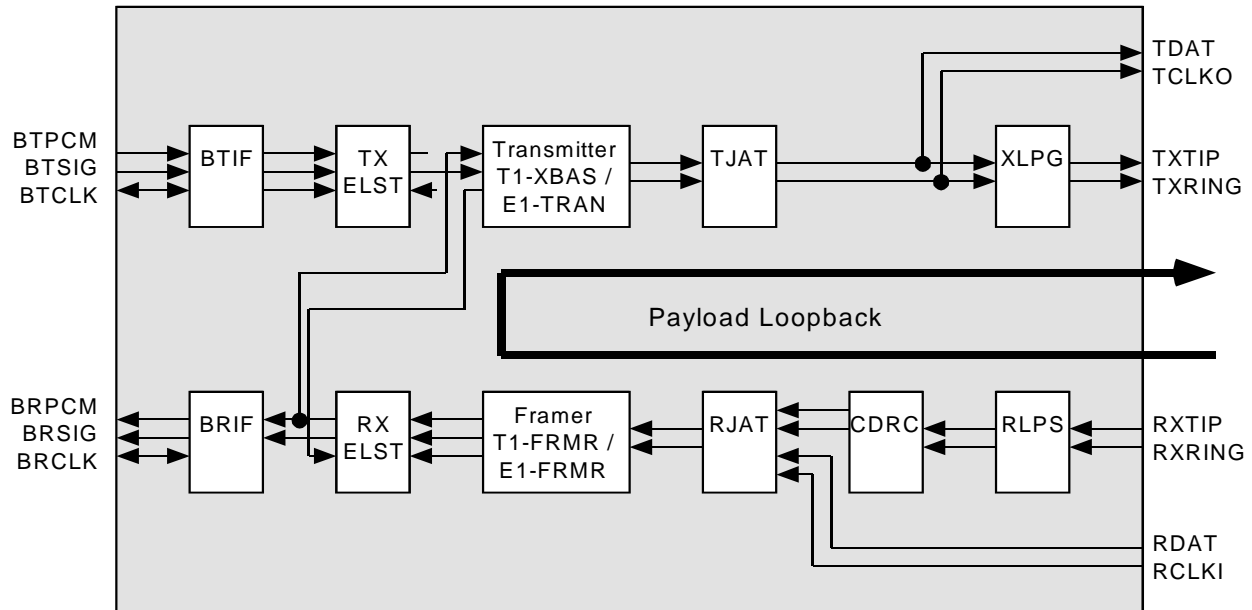 TDAT
TCLKO
BTPCM
BTSIG
BTCLK
BTIF
TX
ELST
Transmitter
T1-XBAS /
E1-TRAN
TJAT
XLPG
TXTIP
TXRING
Payload Loopback
BRPCM
BRSIG
BRCLK
BRIF
RX
ELST
Framer
T1-FRMR /
E1-FRMR
RJAT
CDRC
RLPS
RXTIP
RXRING
RDAT
RCLKI